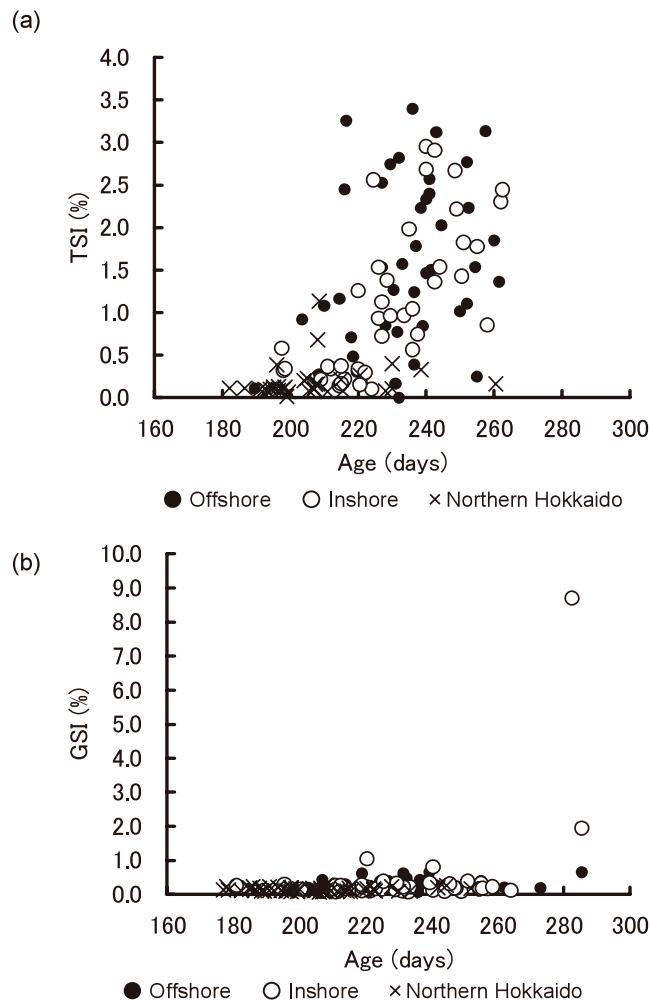 (a)
4.0
3.5
3.0
2.5
2.0
1.5
1.0
0.5
0.0
TSI (%)
160 180 200 220 240 260 280 300
Age (days)
Offshore Inshore Northern Hokkaido
(b)
10.0
9.0
8.0
7.0
6.0
5.0
4.0
3.0
2.0
1.0
0.0
GSI (%)
160 180 200 220 240 260 280 300
Age (days)
Offshore Inshore Northern Hokkaido